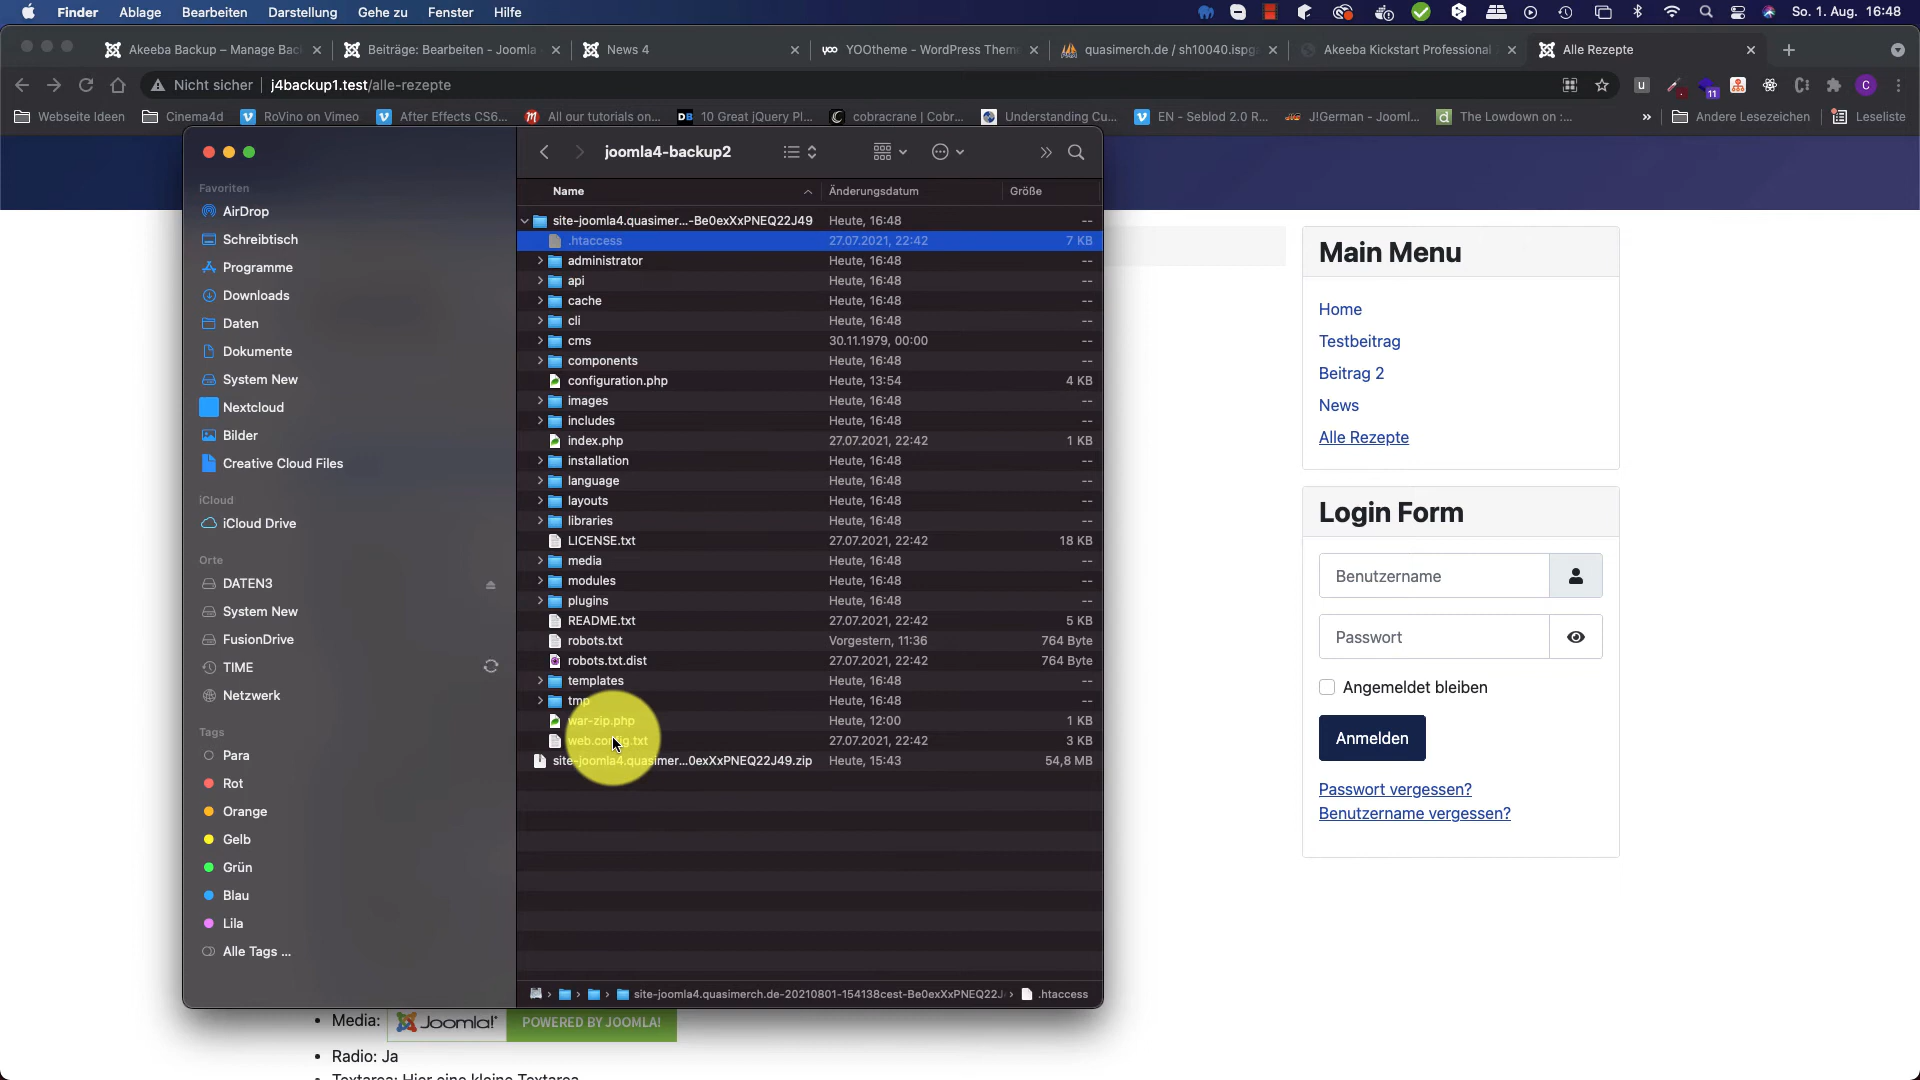 Finder Ablage Bearbeiten Darstellung Gehe zu Fenster Hilfe So. 1. Aug. 16:48
Akeeba Backup – Manage Bac
Beiträge: Bearbeiten - Joomla
News 4
YOOtheme - WordPress Them
quasimerch.de / sh10040.ispg
Akeeba Kickstart Professional
Alle Rezepte
Nicht sicher j4backup1.test/alle-rezepte
u 11 C
Webseite Ideen Cinema4d RoVino on Vimeo After Effects CS6... All our tutorials on... DB 10 Great jQuery Pl... cobracrane | Cobr... Understanding Cu... EN - Seblod 2.0 R... J!German - Jooml... The Lowdown on :... Andere Lesezeichen Leseliste
Favoriten
AirDrop
Schreibtisch
Programme
Downloads
Daten
Dokumente
System New
Nextcloud
Bilder
Creative Cloud Files
iCloud
iCloud Drive
Orte
DATEN3
System New
FusionDrive
TIME
Netzwerk
Tags
Para
Rot
Orange
Gelb
Grün
Blau
Lila
Alle Tags ...
joomla4-backup2
Name Änderungsdatum Größe
site-joomla4.quasimer...-Be0exXxPNEQ22J49 Heute, 16:48 --
.htaccess 27.07.2021, 22:42 7 KB
administrator Heute, 16:48 --
api Heute, 16:48 --
cache Heute, 16:48 --
cli Heute, 16:48 --
cms 30.11.1979, 00:00 --
components Heute, 16:48 --
configuration.php Heute, 13:54 4 KB
images Heute, 16:48 --
includes Heute, 16:48 --
index.php 27.07.2021, 22:42 1 KB
installation Heute, 16:48 --
language Heute, 16:48 --
layouts Heute, 16:48 --
libraries Heute, 16:48 --
LICENSE.txt 27.07.2021, 22:42 18 KB
media Heute, 16:48 --
modules Heute, 16:48 --
plugins Heute, 16:48 --
README.txt 27.07.2021, 22:42 5 KB
robots.txt Vorgestern, 11:36 764 Byte
robots.txt.dist 27.07.2021, 22:42 764 Byte
templates Heute, 16:48 --
tmp Heute, 16:48 --
war-zip.php Heute, 12:00 1 KB
web.config.txt 27.07.2021, 22:42 3 KB
site-joomla4.quasimer...0exXxPNEQ22J49.zip Heute, 15:43 54,8 MB
site-joomla4.quasimerch.de-20210801-154138cest-Be0exXxPNEQ22J .htaccess
Main Menu
Home
Testbeitrag
Beitrag 2
News
Alle Rezepte
Login Form
Benutzername
Passwort
Angemeldet bleiben
Anmelden
Passwort vergessen?
Benutzername vergessen?
Media: Joomla! POWERED BY JOOMLA!
Radio: Ja
Textarea: Hier eine kleine Textarea